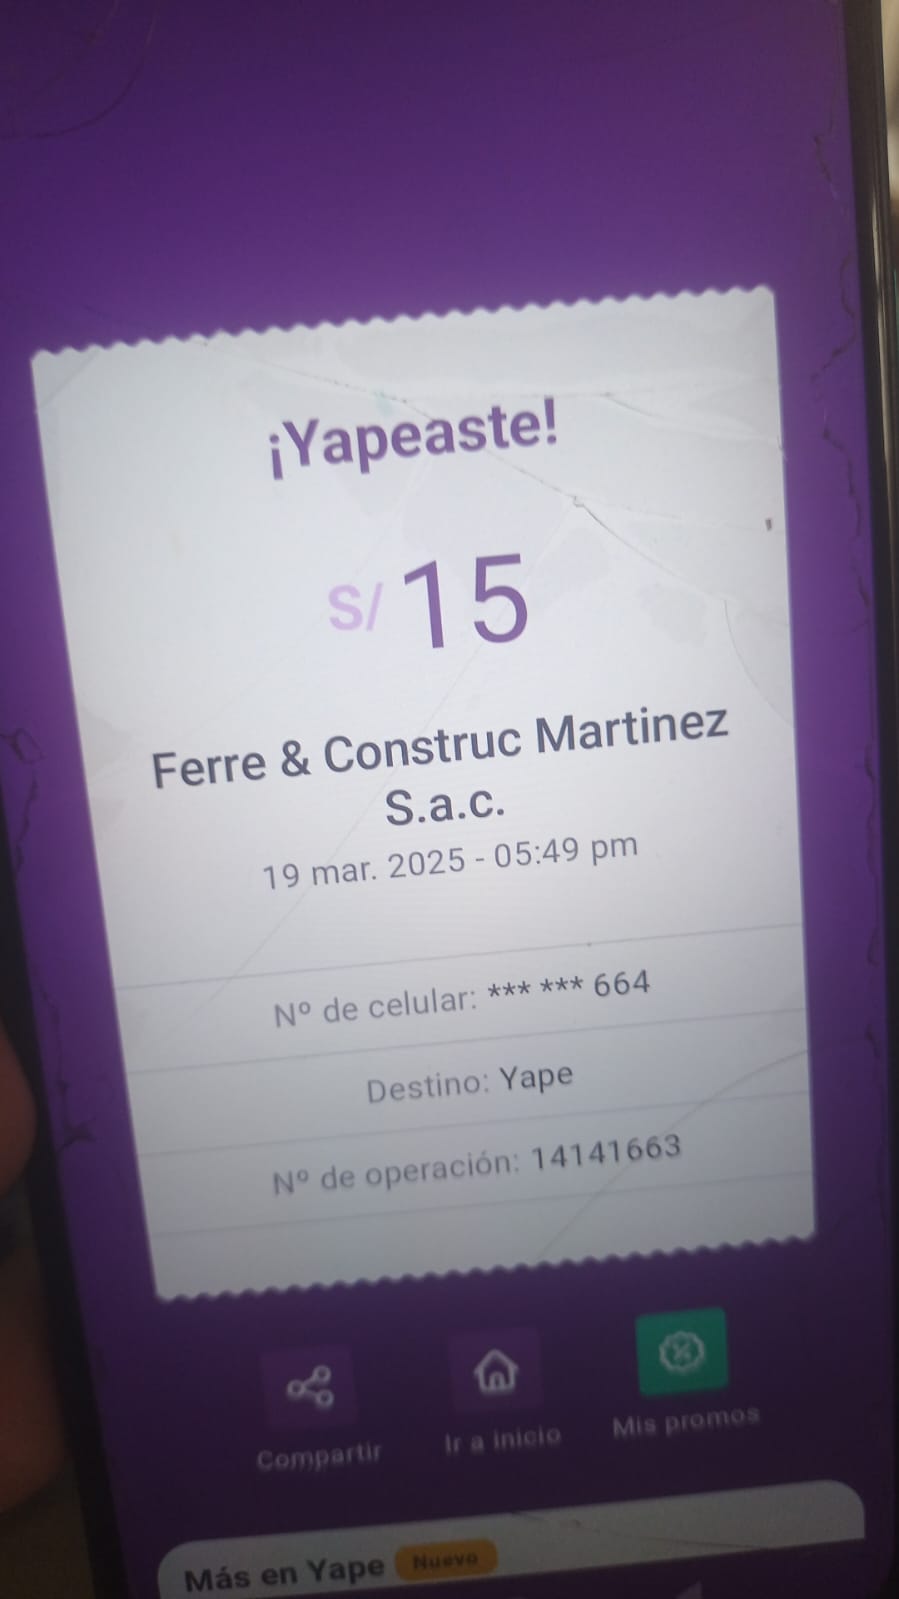 ¡Yapeaste!
S/ 15
Ferre & Construc Martinez
S.a.c.
19 mar. 2025 - 05:49 pm
Nº de celular: *** *** 664
Destino: Yape
Nº de operación: 14141663
Compartir
Ir a inicio
Mis promos
Más en Yape Nuevo